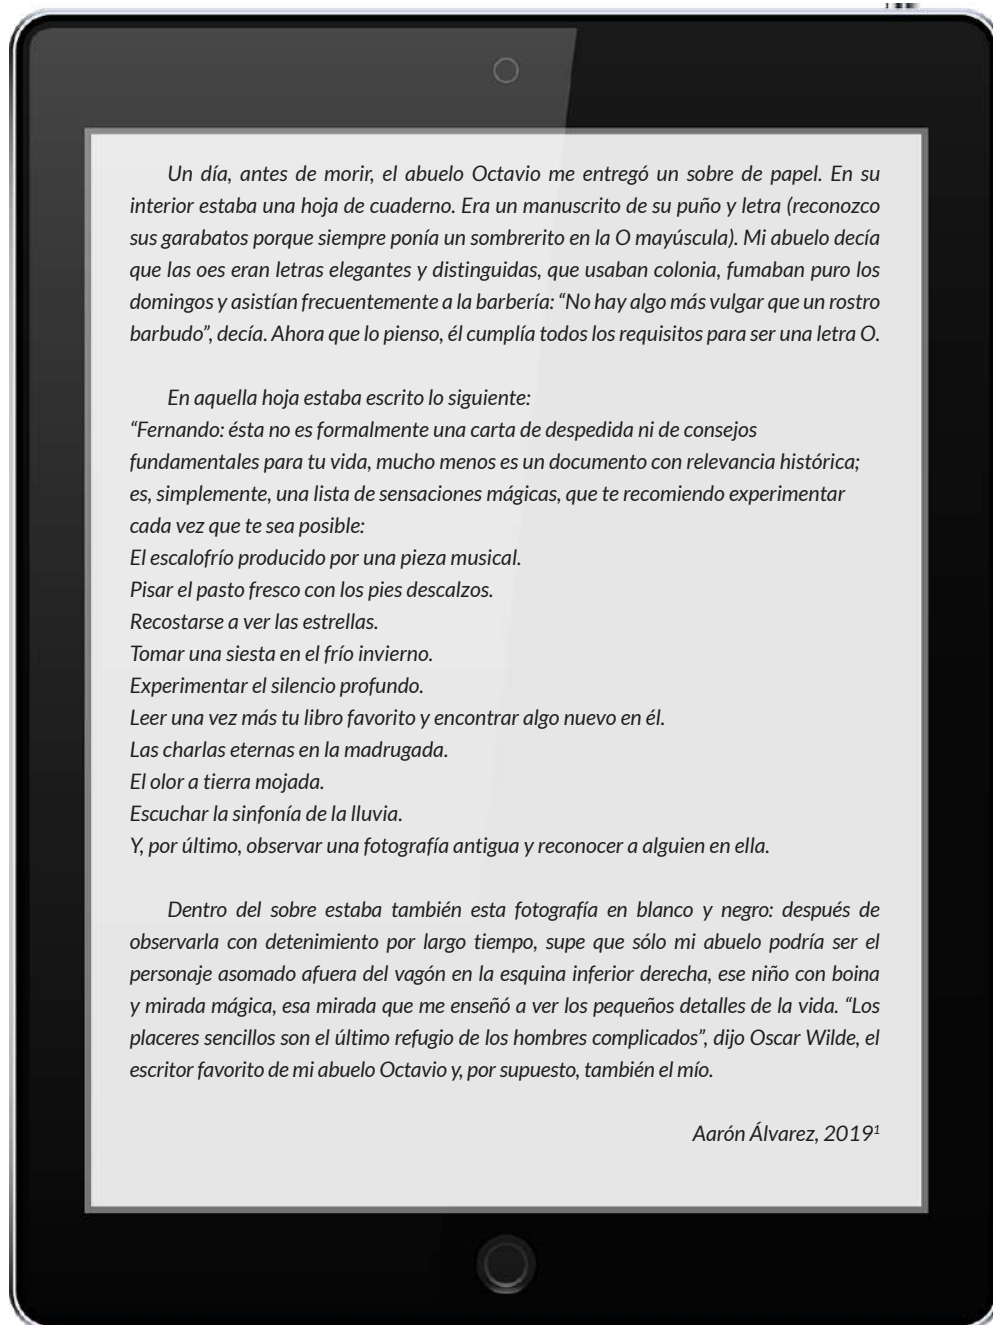 Un día, antes de morir, el abuelo Octavio me entregó un sobre de papel. En su
interior estaba una hoja de cuaderno. Era un manuscrito de su puño y letra (reconozco
sus garabatos porque siempre ponía un sombrerito en la O mayúscula). Mi abuelo decía
que las oes eran letras elegantes y distinguidas, que usaban colonia, fumaban puro los
domingos y asistían frecuentemente a la barbería: “No hay algo más vulgar que un rostro
barbudo”, decía. Ahora que lo pienso, él cumplía todos los requisitos para ser una letra O.
En aquella hoja estaba escrito lo siguiente:
“Fernando: ésta no es formalmente una carta de despedida ni de consejos
fundamentales para tu vida, mucho menos es un documento con relevancia histórica;
es, simplemente, una lista de sensaciones mágicas, que te recomiendo experimentar
cada vez que te sea posible:
El escalofrío producido por una pieza musical.
Pisar el pasto fresco con los pies descalzos.
Recostarse a ver las estrellas.
Tomar una siesta en el frío invierno.
Experimentar el silencio profundo.
Leer una vez más tu libro favorito y encontrar algo nuevo en él.
Las charlas eternas en la madrugada.
El olor a tierra mojada.
Escuchar la sinfonía de la lluvia.
Y, por último, observar una fotografía antigua y reconocer a alguien en ella.
Dentro del sobre estaba también esta fotografía en blanco y negro: después de
observarla con detenimiento por largo tiempo, supe que sólo mi abuelo podría ser el
personaje asomado afuera del vagón en la esquina inferior derecha, ese niño con boina
y mirada mágica, esa mirada que me enseñó a ver los pequeños detalles de la vida. “Los
placeres sencillos son el último refugio de los hombres complicados”, dijo Oscar Wilde, el
escritor favorito de mi abuelo Octavio y, por supuesto, también el mío.
Aarón Álvarez, 2019¹